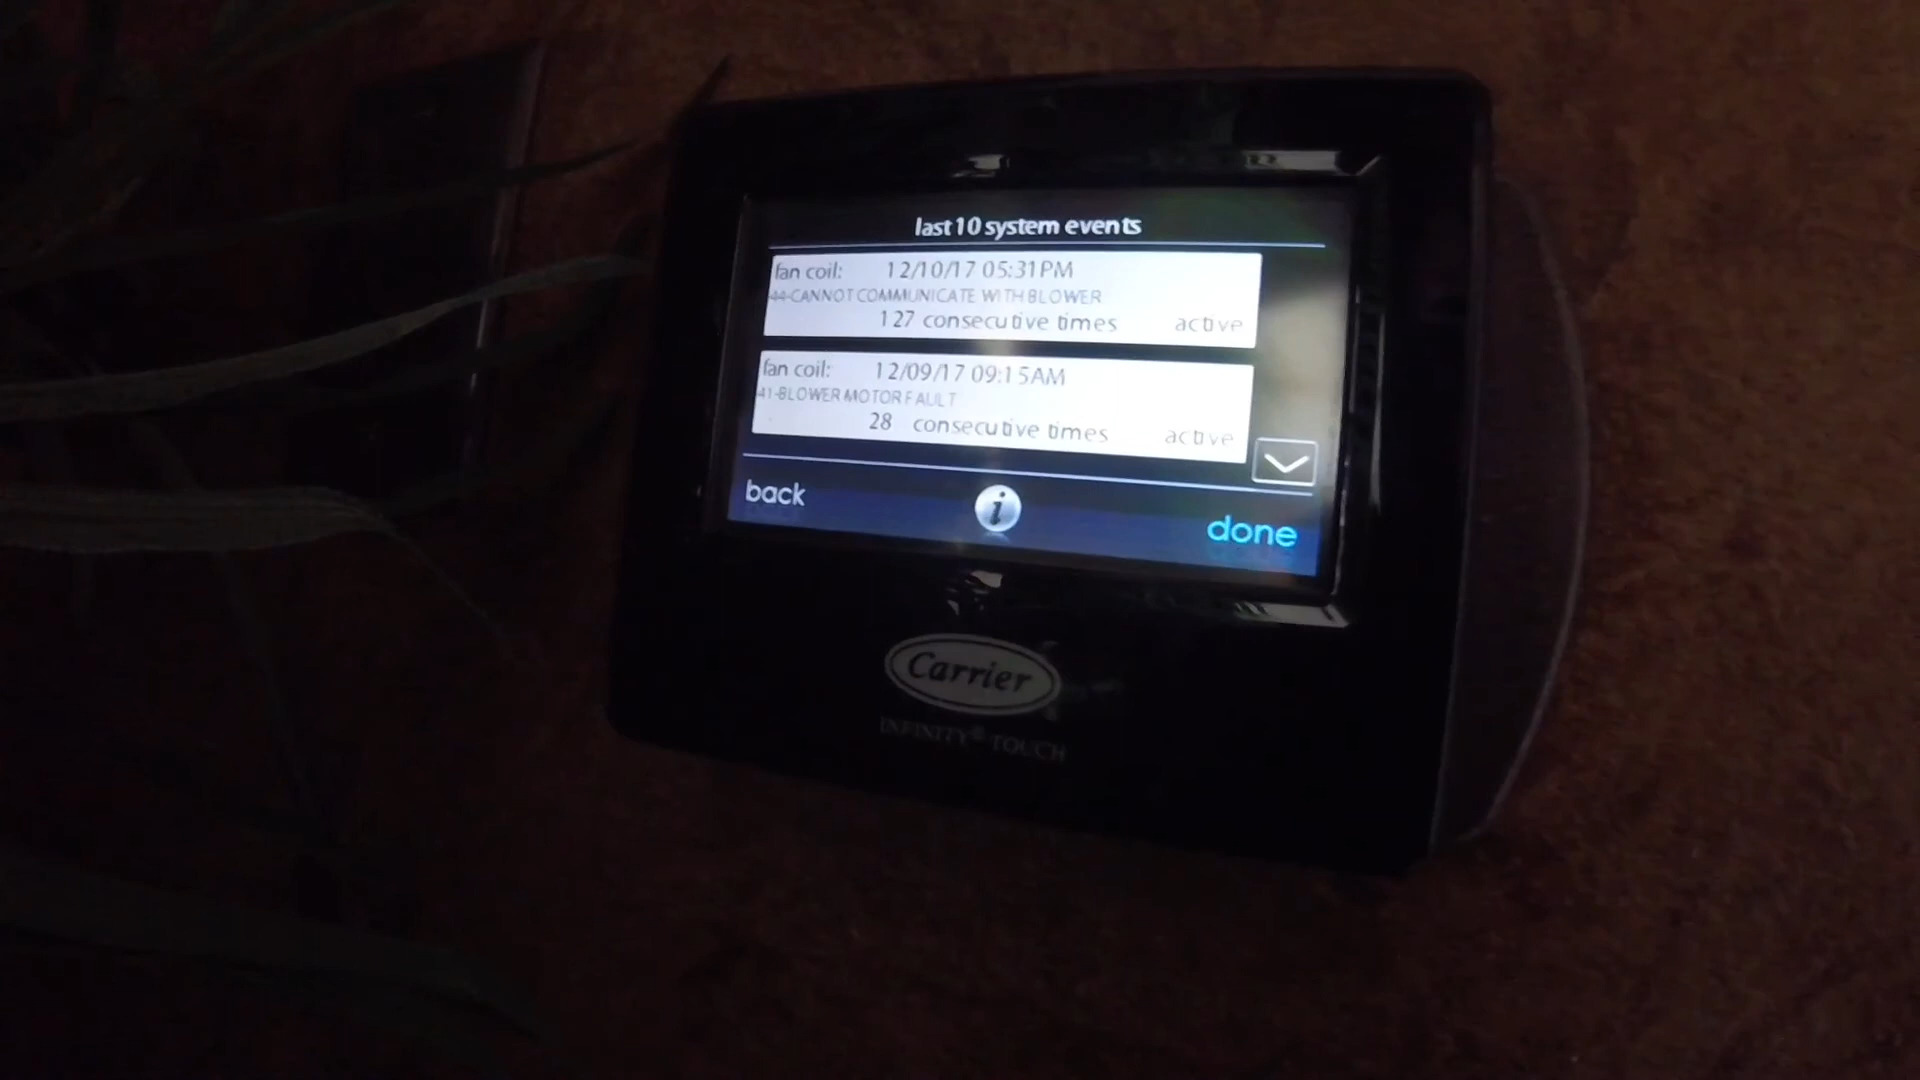 last 10 system events
fan coil: 12/10/17 05:31PM
44-CANNOT COMMUNICATE WITH BLOWER
127 consecutive times active
fan coil: 12/09/17 09:15AM
41-BLOWER MOTOR FAULT
28 consecutive times active
back i done
Carrier
INFINITY® TOUCH